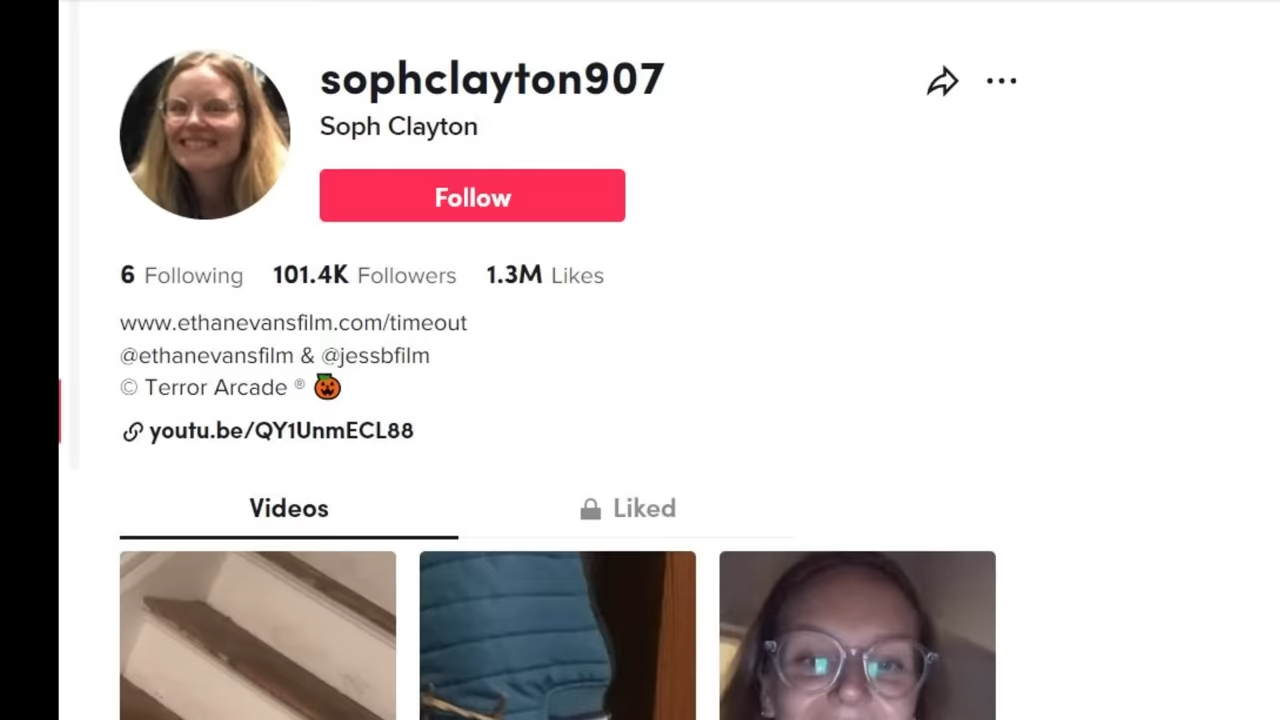 sophclayton907
Soph Clayton
Follow
6 Following 101.4K Followers 1.3M Likes
www.ethanevansfilm.com/timeout
@ethanevansfilm & @jessbfilm
© Terror Arcade ® 🎃
youtu.be/QY1UnmECL88
Videos Liked